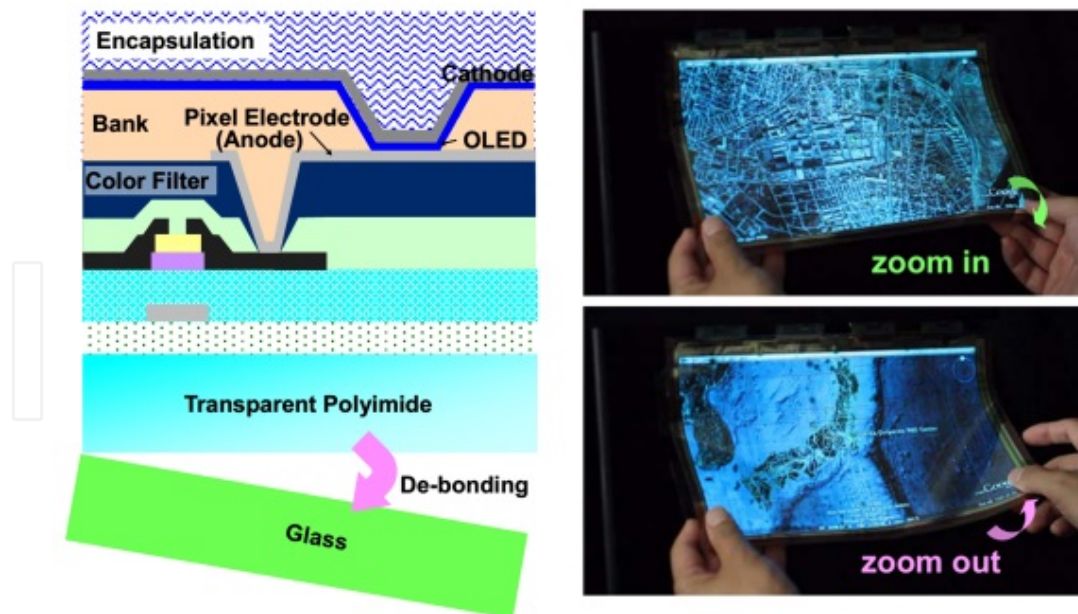 Encapsulation
Cathode
Pixel Electrode
(Anode)
Bank
OLED
Color Filter
Transparent Polyimide
De-bonding
Glass
zoom in
zoom out